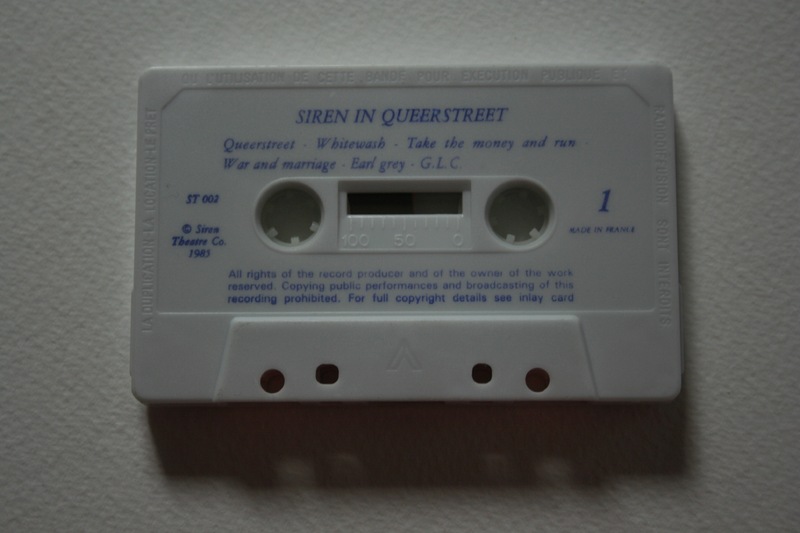 OU L'UTILISATION DE CETTE BANDE POUR EXECUTION PUBLIQUE ET
SIREN IN QUEERSTREET
Queerstreet - Whitewash - Take the money and run
War and marriage - Earl grey - G.L.C.
ST 002
© Siren
Theatre Co.
1985
1
MADE IN FRANCE
100 50 0
All rights of the record producer and of the owner of the work
reserved. Copying public performances and broadcasting of this
recording prohibited. For full copyright details see inlay card
LA DUPLICATION LA LOCATION LE PRET
RADIODIFFUSION SONT INTERDITS